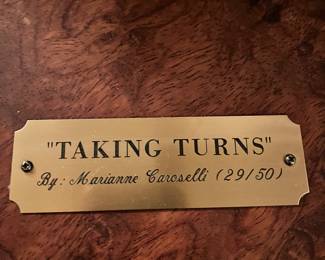 "TAKING TURNS"
By: Marianne Caroselli (29/50)